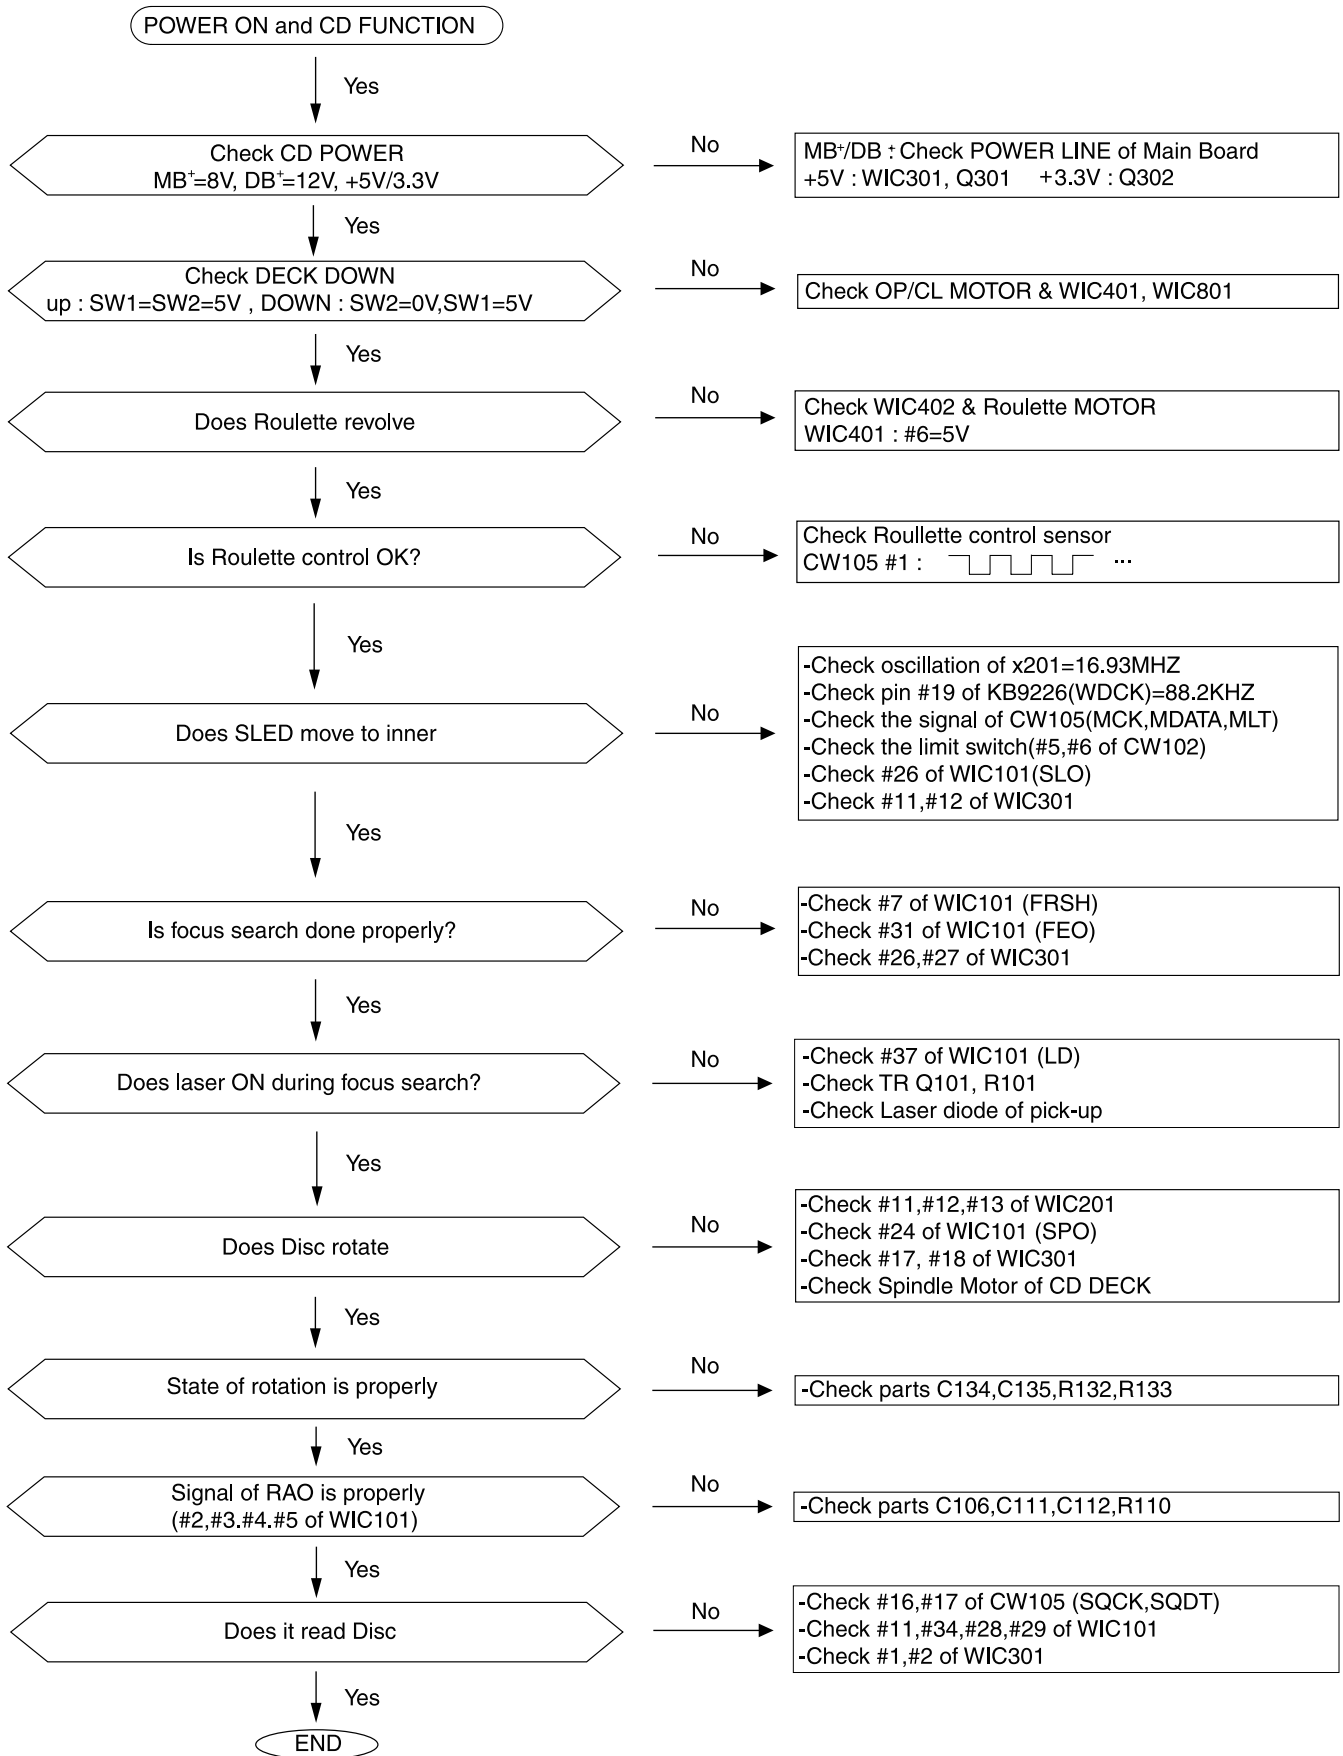 POWER ON and CD FUNCTION
Yes
Check CD POWER
MB+=8V, DB+=12V, +5V/3.3V
No
MB+/DB+: Check POWER LINE of Main Board
+5V : WIC301, Q301 +3.3V : Q302
Yes
Check DECK DOWN
up : SW1=SW2=5V , DOWN : SW2=0V,SW1=5V
No
Check OP/CL MOTOR & WIC401, WIC801
Yes
Does Roulette revolve
No
Check WIC402 & Roulette MOTOR
WIC401 : #6=5V
Yes
Is Roulette control OK?
No
Check Roullette control sensor
CW105 #1 : ...
Yes
Does SLED move to inner
No
-Check oscillation of x201=16.93MHZ
-Check pin #19 of KB9226(WDCK)=88.2KHZ
-Check the signal of CW105(MCK,MDATA,MLT)
-Check the limit switch(#5,#6 of CW102)
-Check #26 of WIC101(SLO)
-Check #11,#12 of WIC301
Yes
Is focus search done properly?
No
-Check #7 of WIC101 (FRSH)
-Check #31 of WIC101 (FEO)
-Check #26,#27 of WIC301
Yes
Does laser ON during focus search?
No
-Check #37 of WIC101 (LD)
-Check TR Q101, R101
-Check Laser diode of pick-up
Yes
Does Disc rotate
No
-Check #11,#12,#13 of WIC201
-Check #24 of WIC101 (SPO)
-Check #17, #18 of WIC301
-Check Spindle Motor of CD DECK
Yes
State of rotation is properly
No
-Check parts C134,C135,R132,R133
Yes
Signal of RAO is properly
(#2,#3.#4.#5 of WIC101)
No
-Check parts C106,C111,C112,R110
Yes
Does it read Disc
No
-Check #16,#17 of CW105 (SQCK,SQDT)
-Check #11,#34,#28,#29 of WIC101
-Check #1,#2 of WIC301
Yes
END